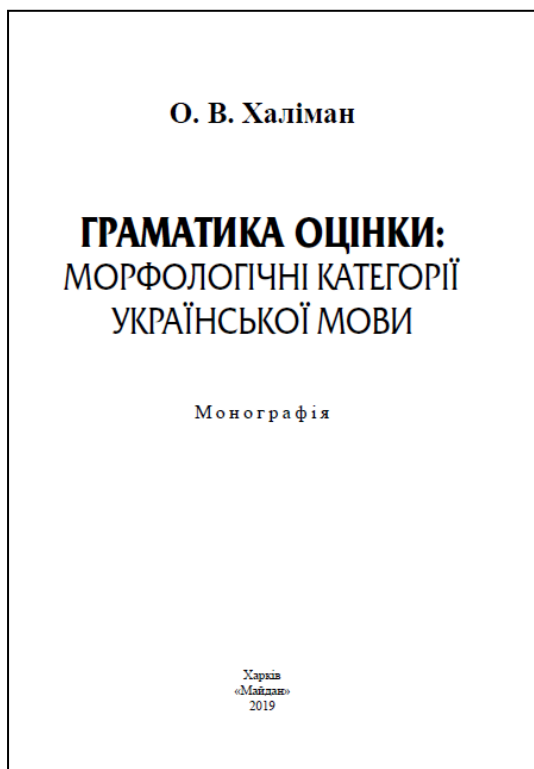 О. В. Халіман
ГРАМАТИКА ОЦІНКИ:
МОРФОЛОГІЧНІ КАТЕГОРІЇ
УКРАЇНСЬКОЇ МОВИ
Монографія
Харків
«Майдан»
2019